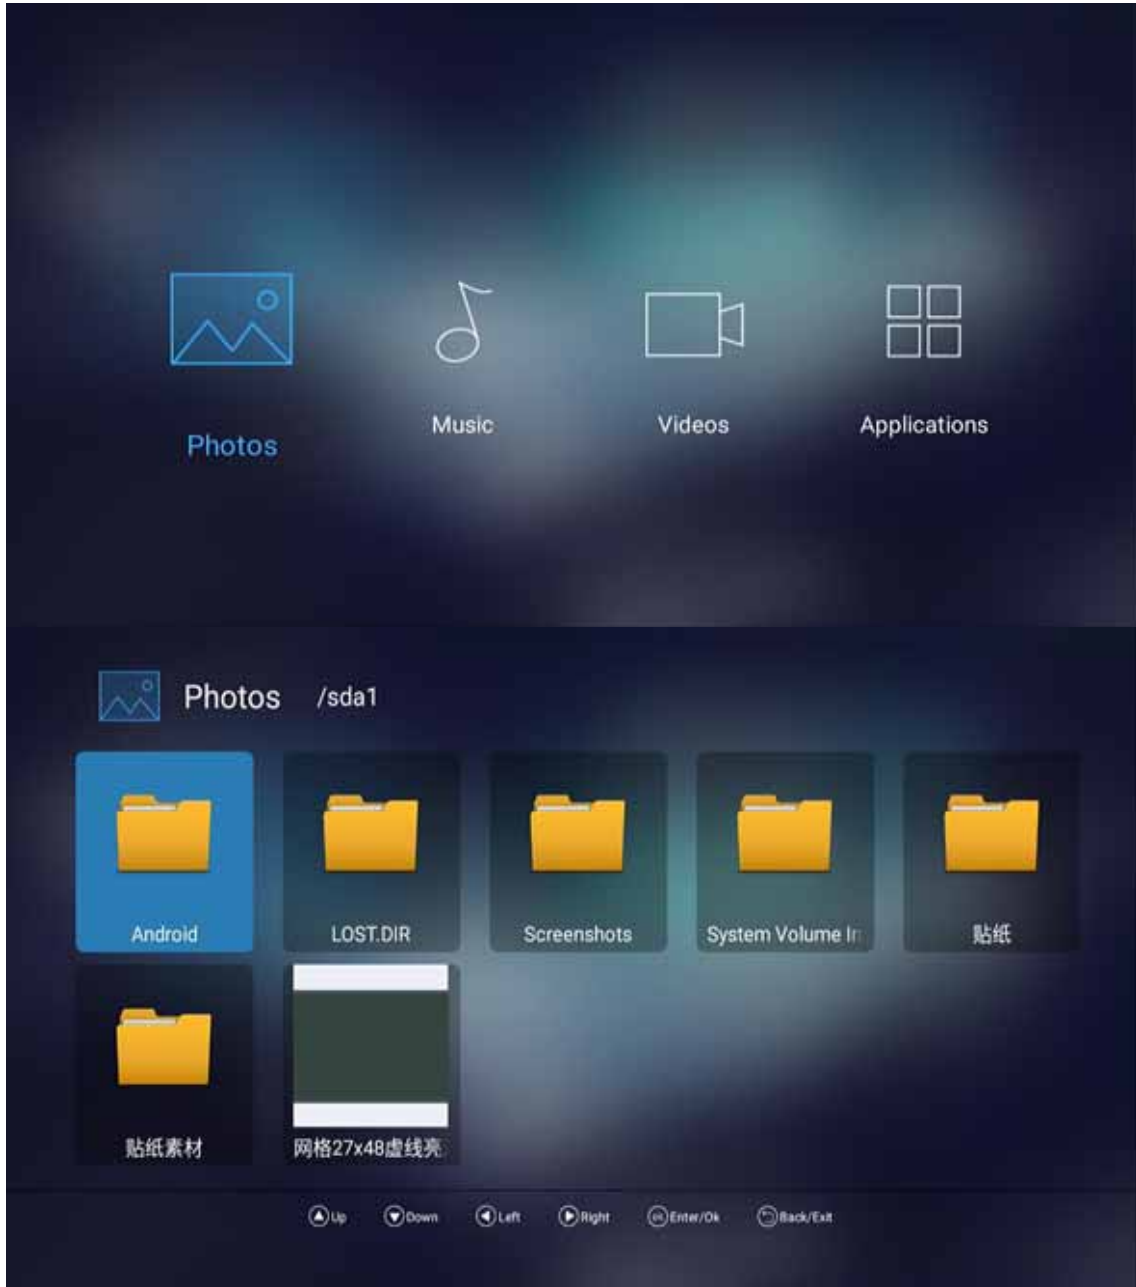 Photos
Music
Videos
Applications
Photos /sda1
Android
LOST.DIR
Screenshots
System Volume In
贴纸
贴纸素材
网格27x48虚线亮
Up Down Left Right ok Enter/Ok Back/Exit